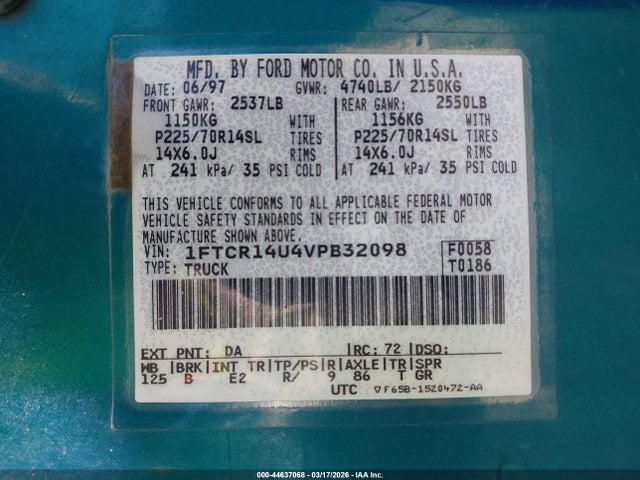 MFD. BY FORD MOTOR CO. IN U.S.A.
DATE: 06/97 GVWR: 4740LB/ 2150KG
FRONT GAWR: 2537LB REAR GAWR: 2550LB
1150KG WITH 1156KG WITH
P225/70R14SL TIRES P225/70R14SL TIRES
14X6.0J RIMS 14X6.0J RIMS
AT 241 kPa/ 35 PSI COLD AT 241 kPa/ 35 PSI COLD
THIS VEHICLE CONFORMS TO ALL APPLICABLE FEDERAL MOTOR
VEHICLE SAFETY STANDARDS IN EFFECT ON THE DATE OF
MANUFACTURE SHOWN ABOVE.
VIN: 1FTCR14U4VPB32098 F0058
TYPE: TRUCK T0186
EXT PNT: DA RC: 72 DSO:
WB BRK INT TR TP/PS R AXLE TR SPR
125 B E2 R/ 9 86 T GR
UTC ▽F65B-1520472-AA
000-44637068 - 03/17/2026 - IAA Inc.